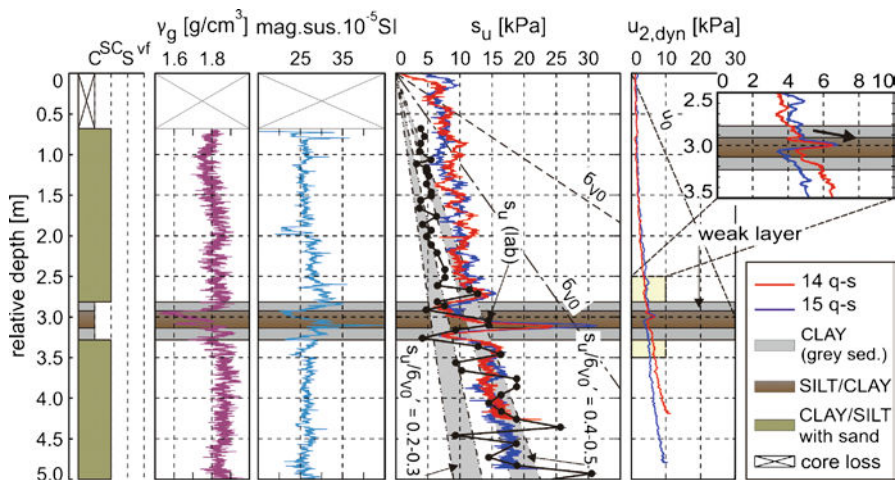 γg [g/cm³] mag.sus.10⁻⁵SI su [kPa] u2,dyn [kPa]
C SC S vf
1.6 1.8 25 35 0 5 10 15 20 25 30 0 10 20 30
0 2 4 6 8 10
2.5
3.0
3.5
0
0.5
1.0
1.5
2.0
2.5
3.0
3.5
4.0
4.5
5.0
relative depth [m]
u0
σv0
su (lab)
σv0'
su/σv0' = 0.2-0.3
su/σv0' = 0.4-0.5
weak layer
14 q-s
15 q-s
CLAY
(grey sed.)
SILT/CLAY
CLAY/SILT
with sand
core loss